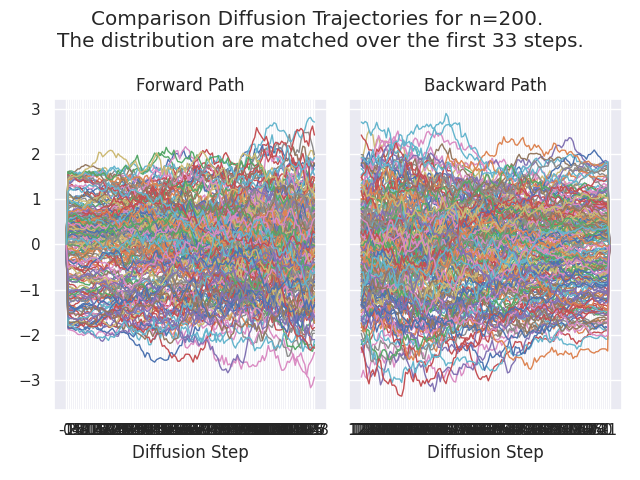 Comparison Diffusion Trajectories for n=200.
The distribution are matched over the first 33 steps.
Forward Path
Backward Path
3
2
1
0
−1
−2
−3
Diffusion Step
Diffusion Step